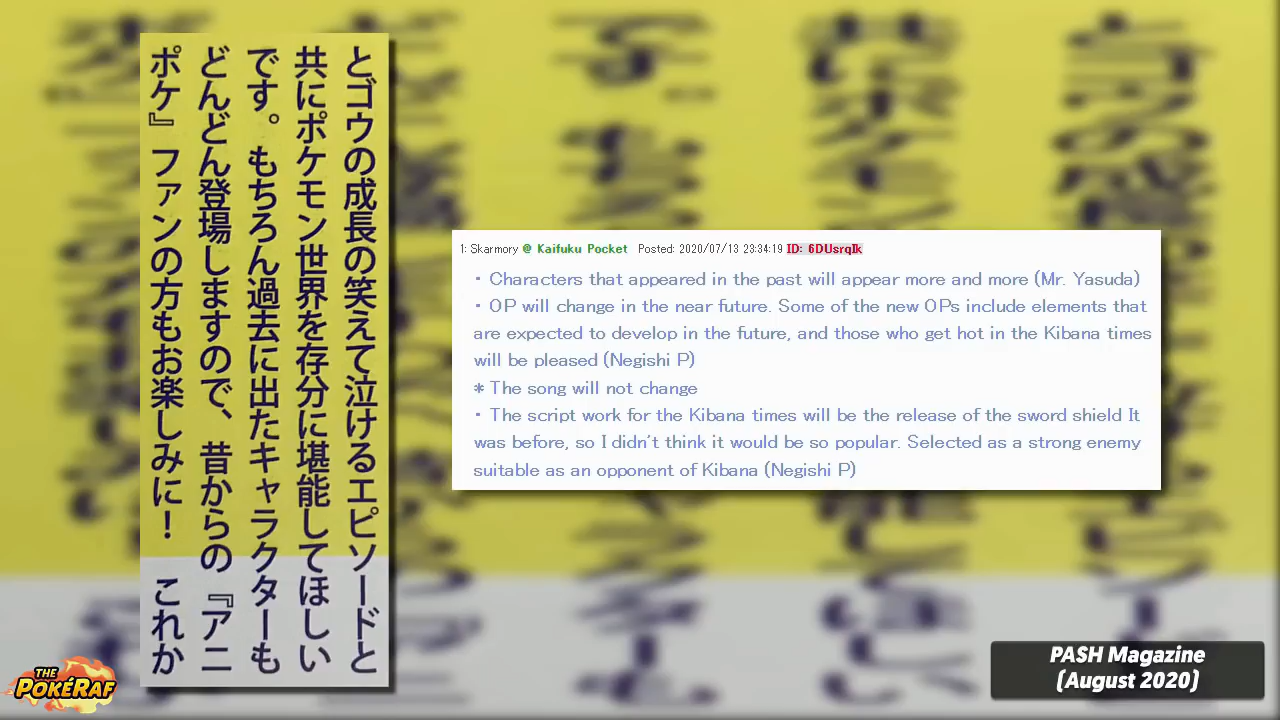 とゴウの成長の笑えて泣けるエピソードと
共にポケモン世界を存分に堪能してほしい
です。もちろん過去に出たキャラクターも
どんどん登場しますので、昔からの『アニ
ポケ』ファンの方もお楽しみに！ これか
1: Skarmory @ Kaifuku Pocket Posted: 2020/07/13 23:34:19 ID: 6DUsrqIk
・ Characters that appeared in the past will appear more and more (Mr. Yasuda)
・ OP will change in the near future. Some of the new OPs include elements that
are expected to develop in the future, and those who get hot in the Kibana times
will be pleased (Negishi P)
* The song will not change
・ The script work for the Kibana times will be the release of the sword shield It
was before, so I didn't think it would be so popular. Selected as a strong enemy
suitable as an opponent of Kibana (Negishi P)
PASH Magazine
(August 2020)
THE
POKÉRAF